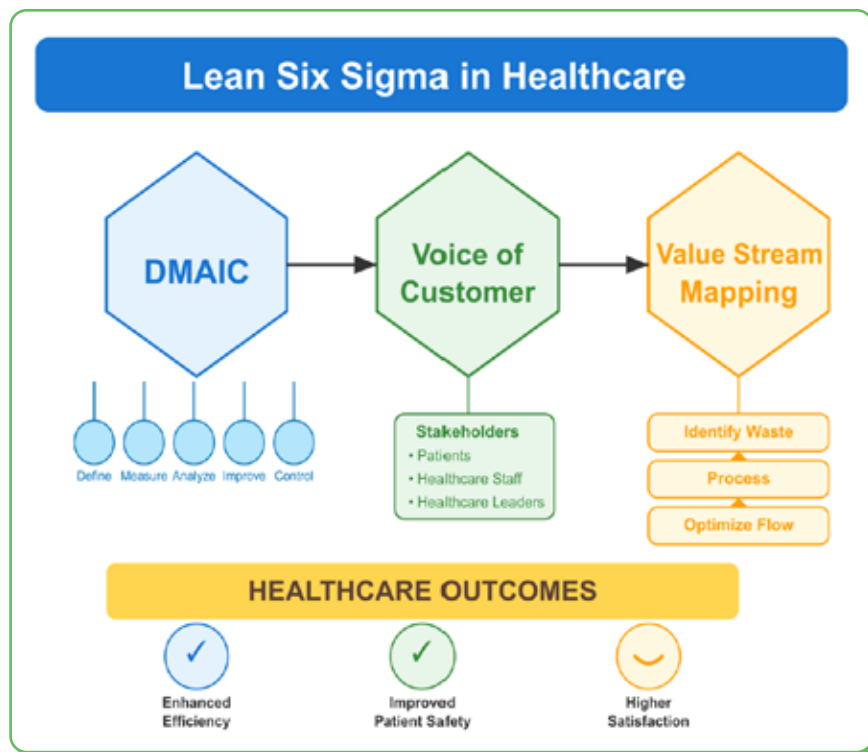 Lean Six Sigma in Healthcare
DMAIC
Voice of
Customer
Value Stream
Mapping
Define
Measure
Analyze
Improve
Control
Stakeholders
• Patients
• Healthcare Staff
• Healthcare Leaders
Identify Waste
Process
Optimize Flow
HEALTHCARE OUTCOMES
Enhanced
Efficiency
Improved
Patient Safety
Higher
Satisfaction